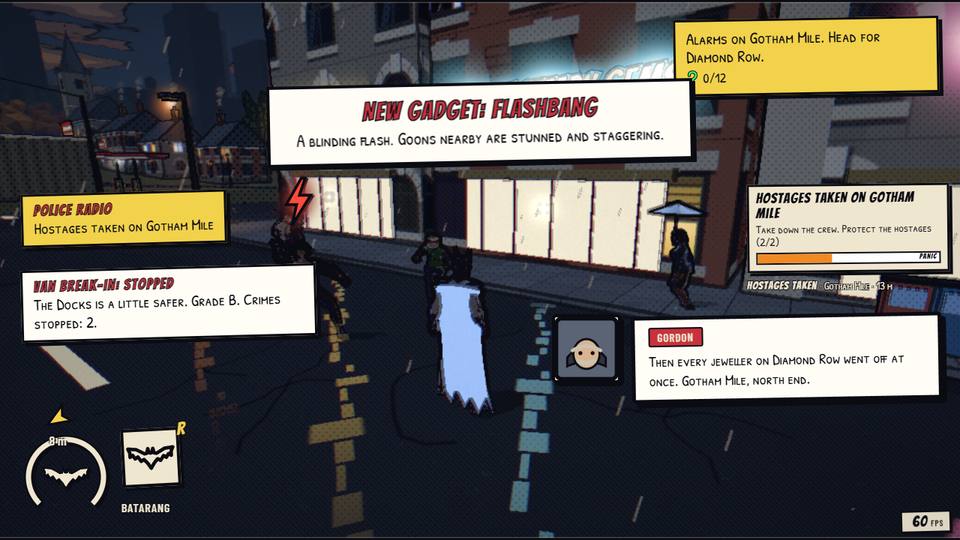 Alarms on Gotham Mile. Head for
Diamond Row.
0/12
New Gadget: Flashbang
A blinding flash. Goons nearby are stunned and staggering.
Police Radio
Hostages taken on Gotham Mile
Hostages taken on Gotham
Mile
Take down the crew. Protect the hostages
(2/2)
Panic
Hostages taken · Gotham Mile · 13 m
Van break-in: stopped
The Docks is a little safer. Grade B. Crimes
stopped: 2.
Gordon
Then every jeweller on Diamond Row went off at
once. Gotham Mile, north end.
8 m
R
Batarang
60 FPS